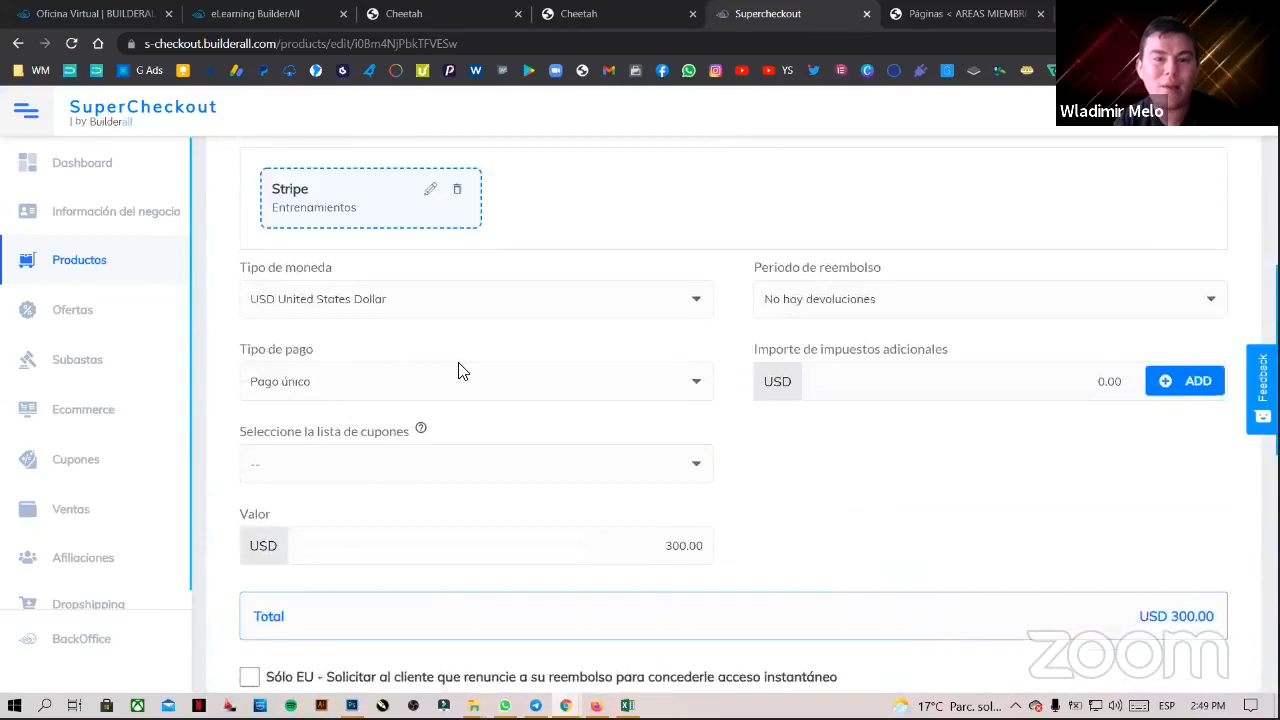 Oficina Virtual | BUILDERAL
eLearning BuilderAll
Cheetah
Cheetah
Supercheckout
Páginas < AREAS MIEMBR
s-checkout.builderall.com/products/edit/i0Bm4NjPbkTFVESw
WM
G Ads
YS
Wladimir Melo
SuperCheckout
| by Builderall
Dashboard
Información del negocio
Productos
Ofertas
Subastas
Ecommerce
Cupones
Ventas
Afiliaciones
Dropshipping
BackOffice
Stripe
Entrenamientos
Tipo de moneda
USD United States Dollar
Periodo de reembolso
No hay devoluciones
Tipo de pago
Pago único
Importe de impuestos adicionales
USD
0.00
ADD
Seleccione la lista de cupones
--
Valor
USD
300.00
Total
USD 300.00
Sólo EU - Solicitar al cliente que renuncie a su reembolso para concederle acceso instantáneo
Feedback
zoom
17°C Parc. sol...
ESP
2:49 PM